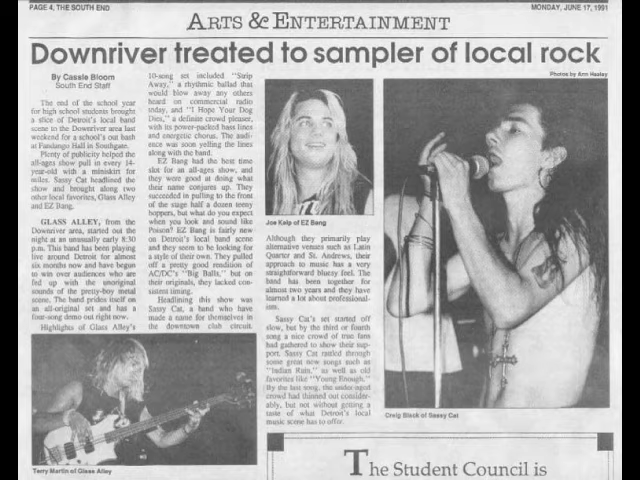 PAGE 4, THE SOUTH END
MONDAY, JUNE 17, 1991
ARTS & ENTERTAINMENT
Downriver treated to sampler of local rock
Photos by Ann Heeley
By Cassie Bloom
South End Staff
The end of the school year
for high school students brought
a slice of Detroit's local band
scene to the Downriver area last
weekend for a school's out bash
at Fandango Hall in Southgate.
Plenty of publicity helped the
all-ages show pull in every 14-
year-old with a miniskirt for
miles. Sassy Cat headlined the
show and brought along two
other local favorites, Glass Alley
and EZ Bang.
GLASS ALLEY, from the
Downriver area, started out the
night at an unusually early 8:30
p.m. This band has been playing
live around Detroit for almost
six months now and have begun
to win over audiences who are
fed up with the unoriginal
sounds of the pretty-boy metal
scene. The band prides itself on
an all-original set and has a
four-song demo out right now.
Highlights of Glass Alley's
10-song set included "Strip
Away," a rhythmic ballad that
would blow away any others
heard on commercial radio
today, and "I Hope Your Dog
Dies," a definite crowd pleaser,
with its powder-packed bass lines
and energetic chorus. The
audience was soon yelling the lines
along with the band.
EZ Bang had the best time
slot for an all-ages show, and
they were good at doing what
their name conjures up. They
succeeded in pulling to the front
of the stage half a dozen teeny
boppers, but what do you expect
when you look and sound like
Poison? EZ Bang is fairly new
on Detroit's local band scene
and they seem to be looking for
a style of their own. They pulled
off a pretty good rendition of
AC/DC's "Big Balls," but on
their originals, they lacked con-
sistent timing.
Headlining this show was
Sassy Cat, a band who have
made a name for themselves in
the downtown club circuit.
Joe Kalp of EZ Bang
Although they primarily play
alternative venues such as Latin
Quarter and St. Andrews, their
approach to music has a very
straightforward bluesy feel. The
band has been together for
almost two years and they have
learned a lot about professional-
ism.
Sassy Cat's set started off
slow, but by the third or fourth
song a nice crowd of true fans
had gathered to show their sup-
port. Sassy Cat rattled through
some great new songs such as
"Indian Rain," as well as old
favorites like "Young Enough."
By the last song, the under aged
crowd had thinned out consider-
ably, but not without getting a
taste of what Detroit's local
music scene has to offer.
Terry Martin of Glass Alley
Craig Black of Sassy Cat
The Student Council is